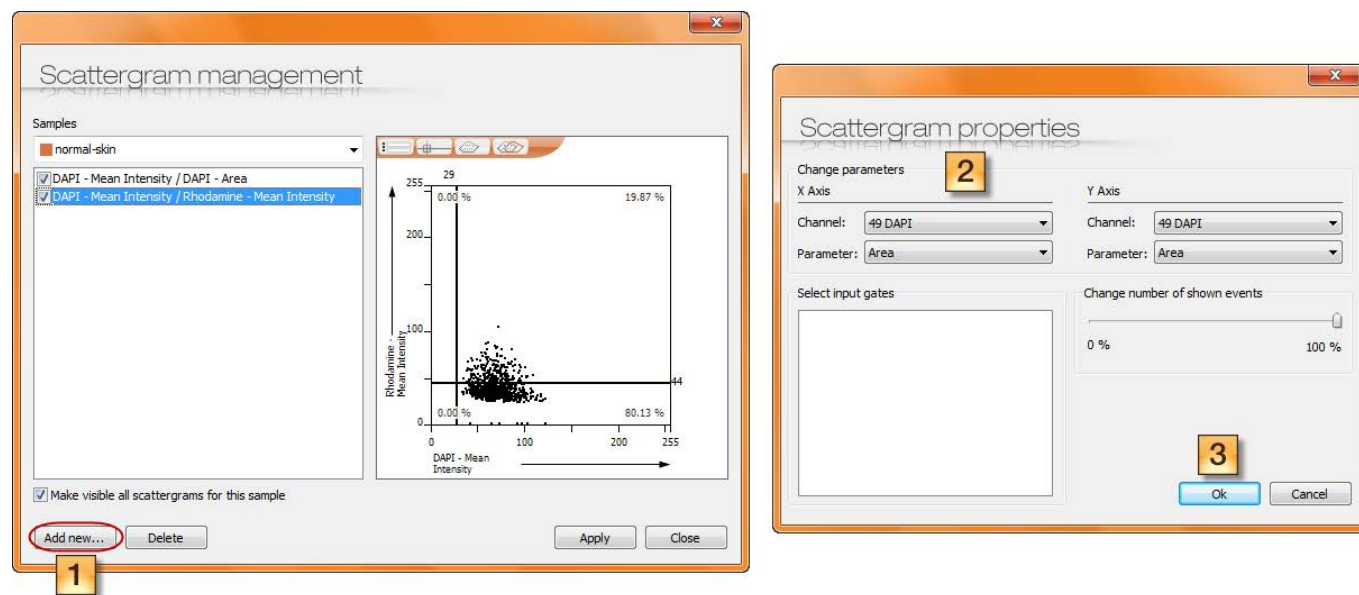 Scattergram management
Samples
normal-skin
DAPI - Mean Intensity / DAPI - Area
DAPI - Mean Intensity / Rhodamine - Mean Intensity
29
255
0.00 %
19.87 %
200
100
Rhodamine -
Mean Intensity
44
0.00 %
80.13 %
0
0
100
200
255
DAPI - Mean
Intensity
Make visible all scattergrams for this sample
Add new...
Delete
Apply
Close
1
Scattergram properties
2
Change parameters
X Axis
Y Axis
Channel:
49 DAPI
Channel:
49 DAPI
Parameter:
Area
Parameter:
Area
Select input gates
Change number of shown events
0 %
100 %
3
Ok
Cancel